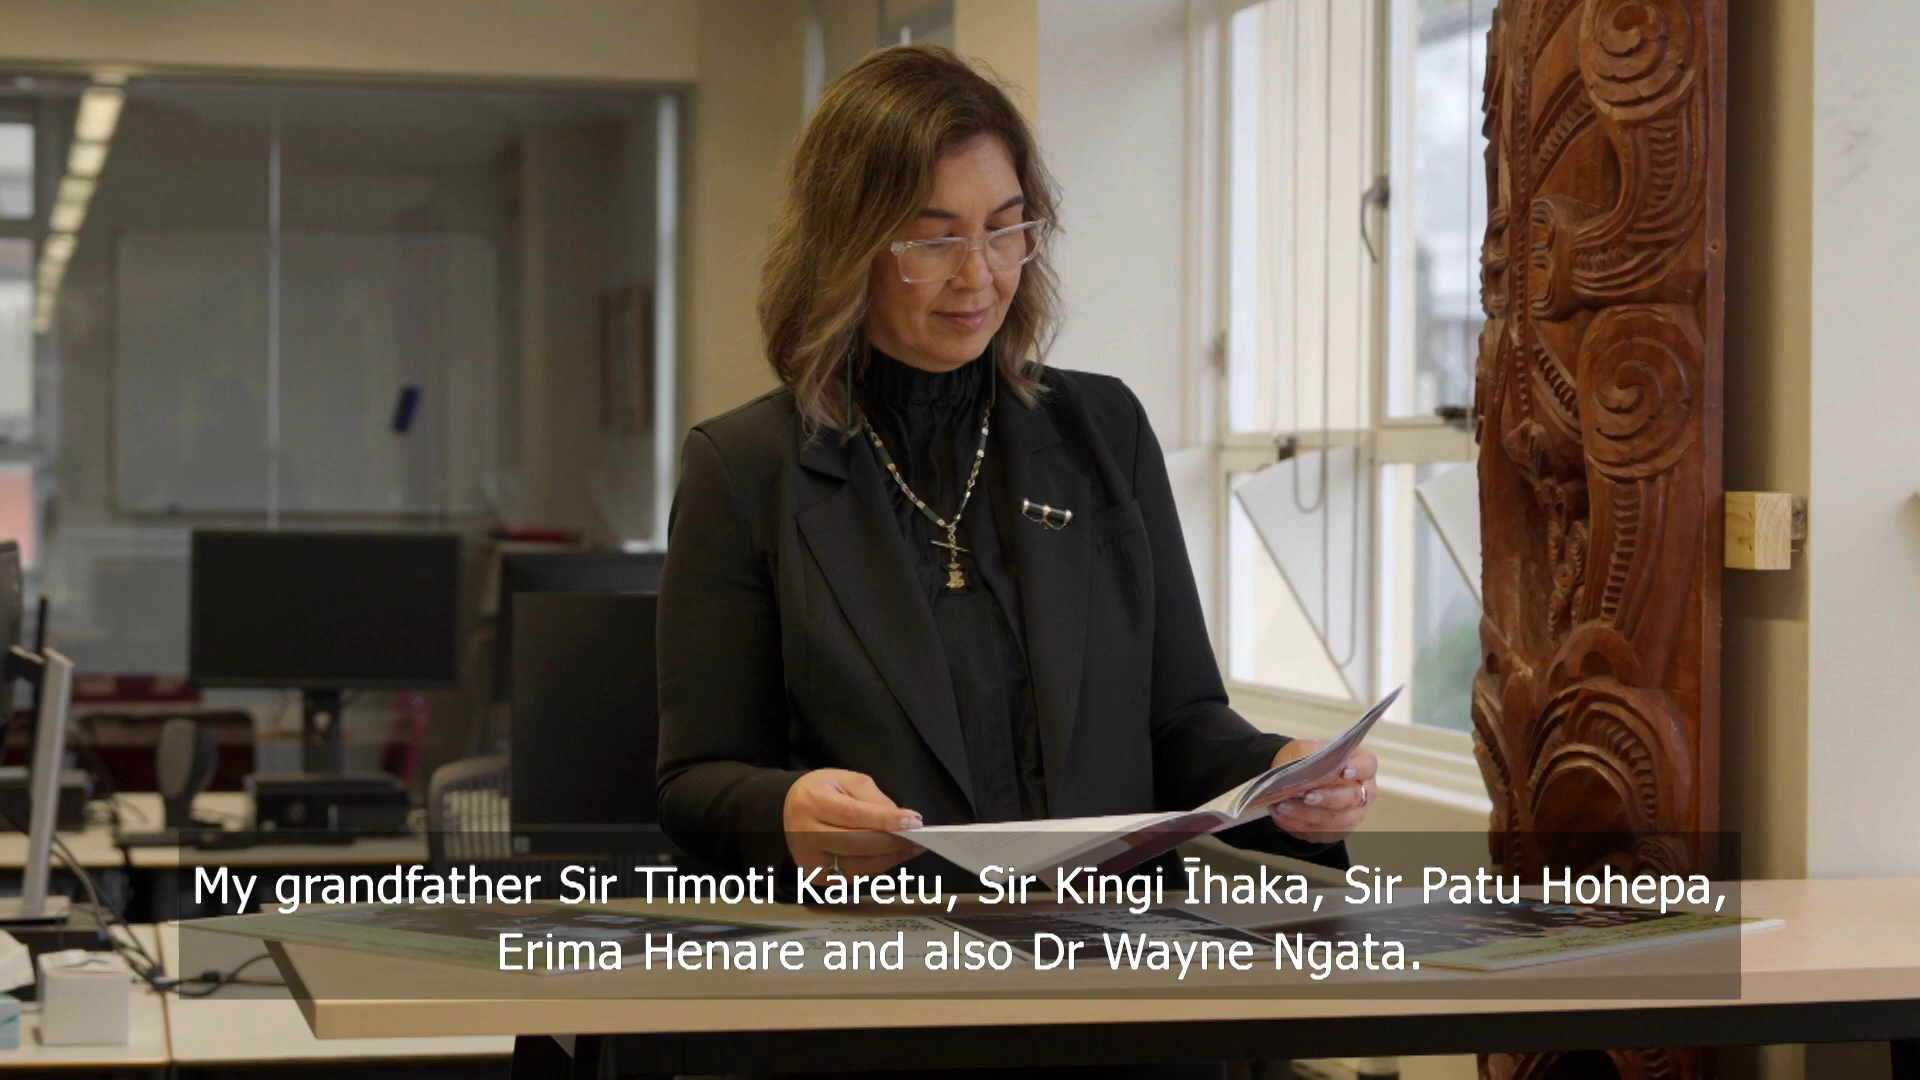 My grandfather Sir Tīmoti Karetu, Sir Kīngi Īhaka, Sir Patu Hohepa,
Erima Henare and also Dr Wayne Ngata.